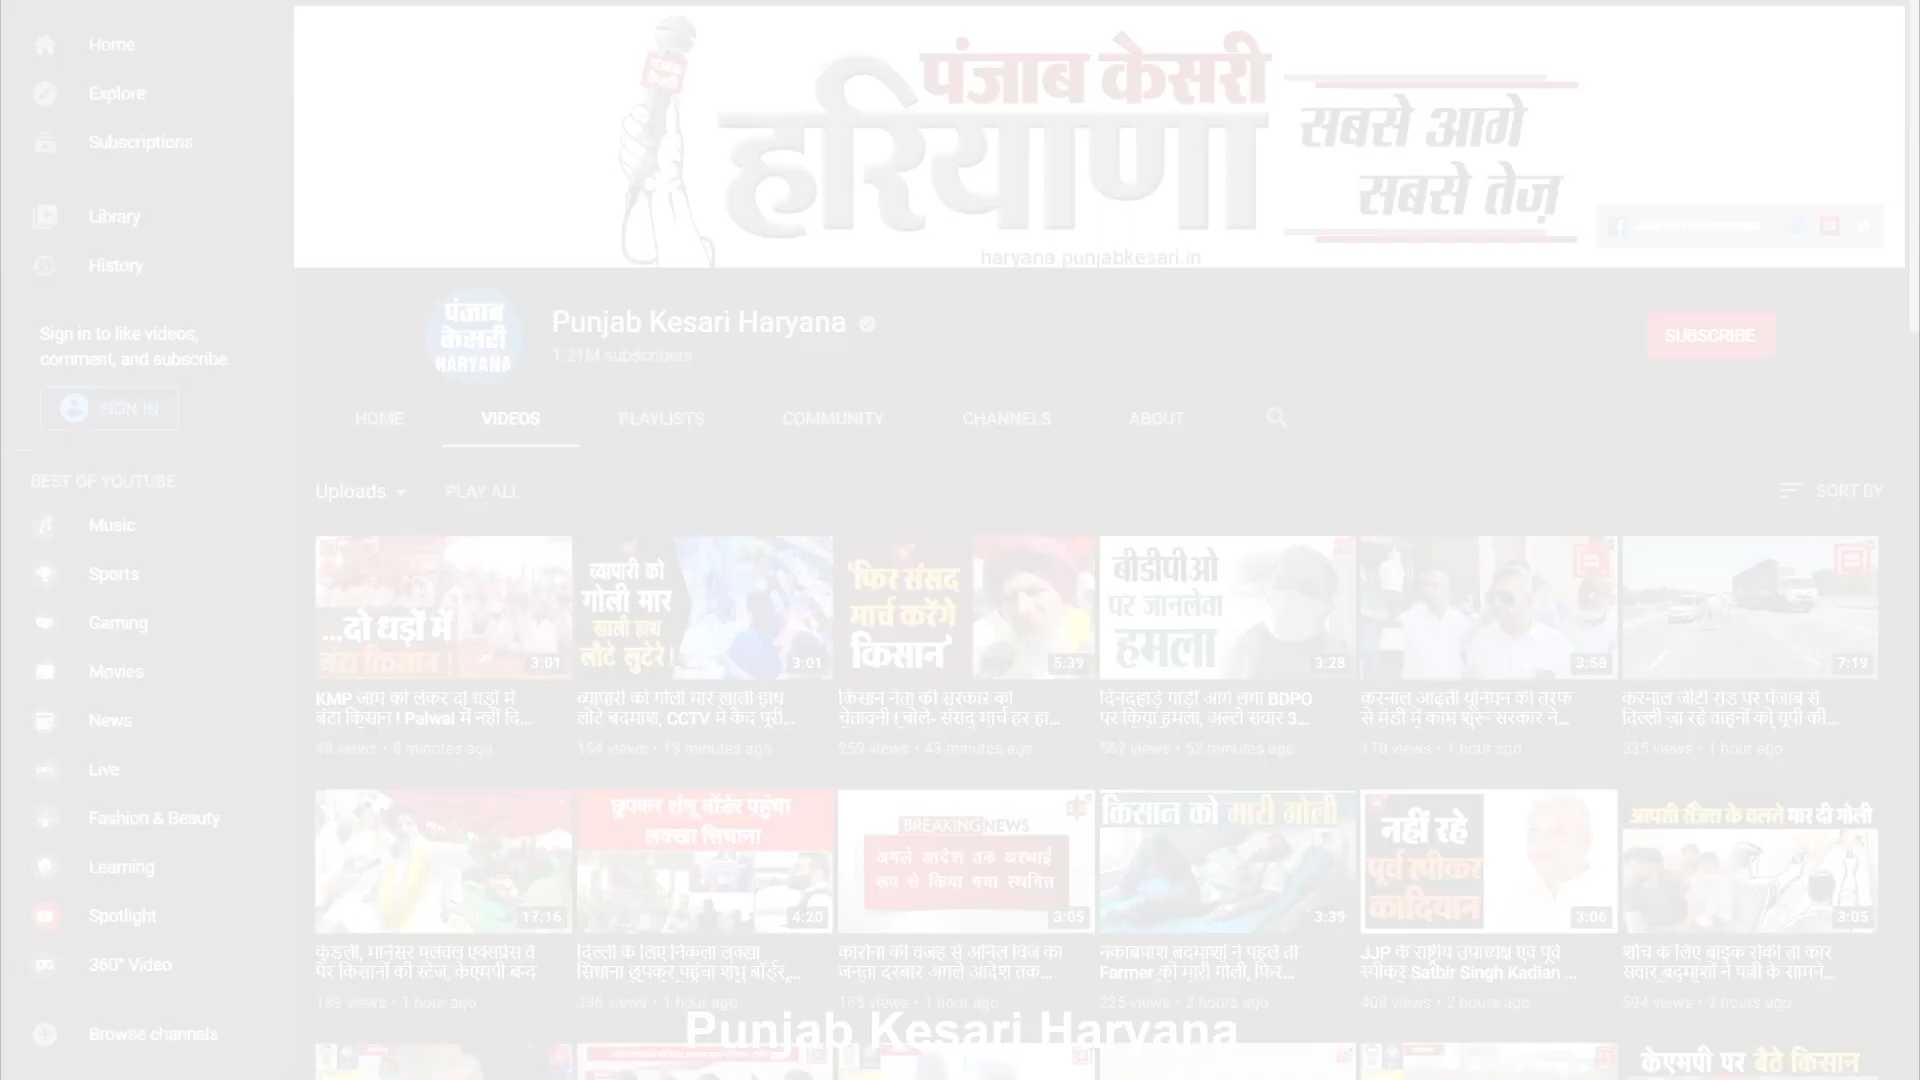 Home
Explore
Subscriptions
Library
History
Sign in to like videos,
comment, and subscribe.
SIGN IN
BEST OF YOUTUBE
Music
Sports
Gaming
Movies
News
Live
Fashion & Beauty
Learning
Spotlight
360° Video
Browse channels
पंजाब केसरी
हरियाणा
सबसे आगे
सबसे तेज़
haryana.punjabkesari.in
पंजाब
केसरी
HARYANA
Punjab Kesari Haryana
1.21M subscribers
SUBSCRIBE
HOME VIDEOS PLAYLISTS COMMUNITY CHANNELS ABOUT
Uploads PLAY ALL SORT BY
...दो धड़ों में
बंटा किसान !
3:01
व्यापारी को
गोली मार
खाली हाथ
लौटे लुटेरे !
3:01
'फिर संसद
मार्च करेंगे
किसान'
5:39
बीडीपीओ
पर जानलेवा
हमला
3:28
3:58
7:19
KMP जाम को लेकर दो धड़ों में
बंटा किसान ! Palwal में नहीं दि...
56 views • 8 minutes ago
व्यापारी को गोली मार खाली हाथ
लौटे बदमाश, CCTV में कैद पूरी...
154 views • 13 minutes ago
किसान नेता की सरकार को
चेतावनी ! बोले- संसद मार्च हर हा...
259 views • 43 minutes ago
दिनदहाड़े गाड़ी आगे लगा BDPO
पर किया हमला, अल्टो सवार 3...
567 views • 52 minutes ago
करनाल आढ़ती यूनियन की तरफ
से मंडी में काम शुरू सरकार ने...
170 views • 1 hour ago
करनाल जीटी रोड पर पंजाब से
दिल्ली जा रहे वाहनों को यूपी की...
335 views • 1 hour ago
17:16
छुपकर शंभू बॉर्डर पहुंचा
लक्खा सिधाना
4:20
BREAKING NEWS
अगले आदेश तक अस्थाई
रूप से किया गया स्थगित
3:05
किसान को मारी गोली
3:39
नहीं रहे
पूर्व स्पीकर
कादियान
3:06
आपसी रंजिश के चलते मार दी गोली
3:05
कुंडली, मानेसर पलवल एक्सप्रेस वे
पर किसानों की स्टेज, केएमपी बन्द
189 views • 1 hour ago
दिल्ली के लिए निकला लक्खा
सिधाना छुपकर पहुंचा शंभू बॉर्डर,...
396 views • 1 hour ago
कोरोना की वजह से अनिल विज का
जनता दरबार अगले आदेश तक...
165 views • 1 hour ago
नकाबपोश बदमाशों ने पहले तो
Farmer को मारी गोली, फिर...
225 views • 2 hours ago
JJP के राष्ट्रीय उपाध्यक्ष एवं पूर्व
स्पीकर Satbir Singh Kadian ...
408 views • 2 hours ago
शौच के लिए बाइक रोकी तो कार
सवार बदमाशों ने पत्नी के सामने...
594 views • 2 hours ago
Punjab Kesari Haryana
केएमपी पर बैठे किसान